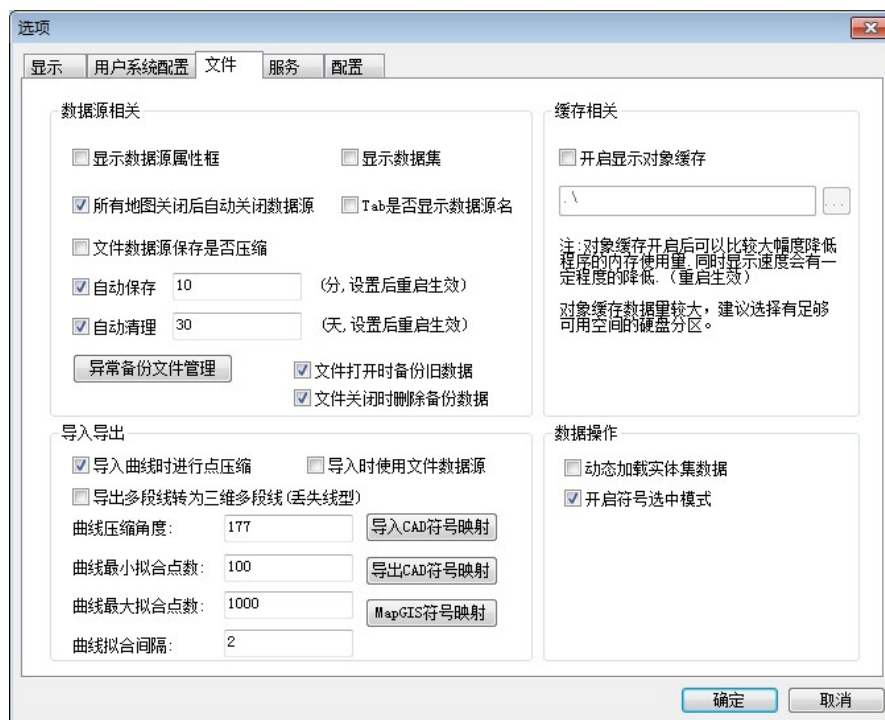 选项
显示 用户系统配置 文件 服务 配置
数据源相关
显示数据源属性框 显示数据集
所有地图关闭后自动关闭数据源 Tab是否显示数据源名
文件数据源保存是否压缩
自动保存 10 (分,设置后重启生效)
自动清理 30 (天,设置后重启生效)
异常备份文件管理 文件打开时备份旧数据
文件关闭时删除备份数据
缓存相关
开启显示对象缓存
.\ ...
注:对象缓存开启后可以比较大幅度降低
程序的内存使用量.同时显示速度会有一
定程度的降低.（重启生效）
对象缓存数据量较大，建议选择有足够
可用空间的硬盘分区。
导入导出
导入曲线时进行点压缩 导入时使用文件数据源
导出多段线转为三维多段线(丢失线型)
曲线压缩角度: 177 导入CAD符号映射
曲线最小拟合点数: 100 导出CAD符号映射
曲线最大拟合点数: 1000 MapGIS符号映射
曲线拟合间隔: 2
数据操作
动态加载实体集数据
开启符号选中模式
确定 取消